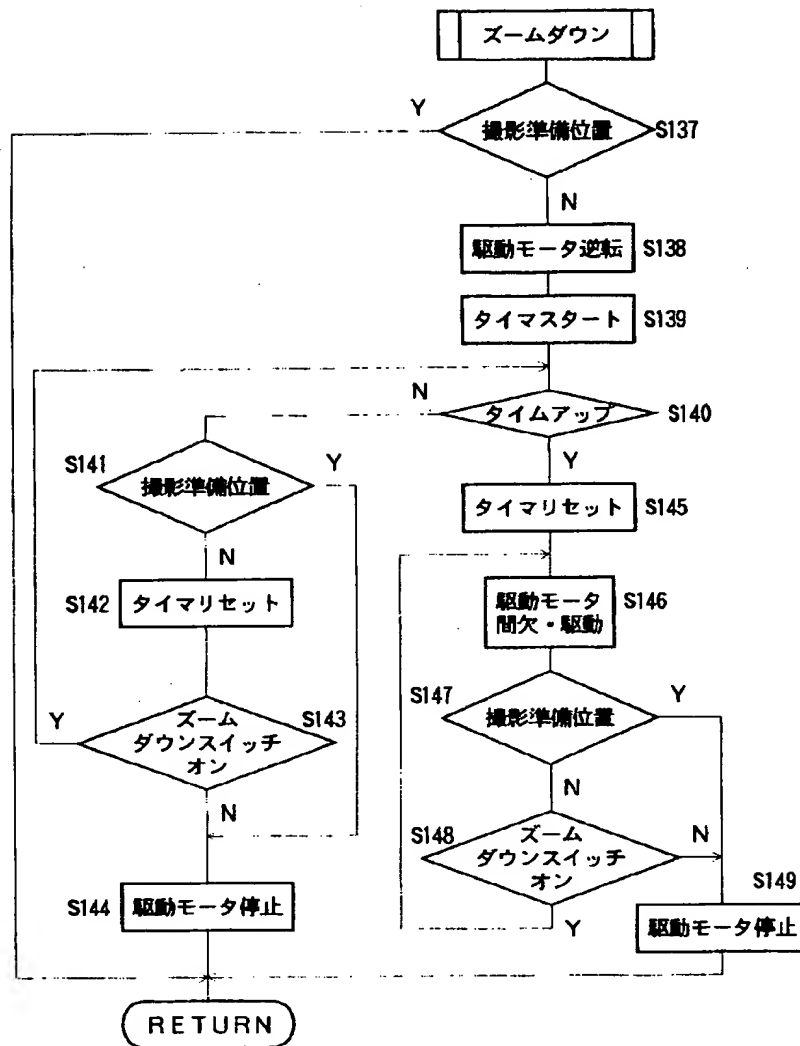 ズームダウン
Y
撮影準備位置
S137
N
駆動モータ逆転
S138
タイマスタート
S139
N
タイムアップ
S140
S141
撮影準備位置
Y
Y
タイマリセット
S145
N
S142
タイマリセット
駆動モータ
間欠・駆動
S146
S147
撮影準備位置
Y
Y
ズーム
ダウンスイッチ
オン
S143
N
N
S148
ズーム
ダウンスイッチ
オン
N
Y
S144
駆動モータ停止
S149
駆動モータ停止
RETURN